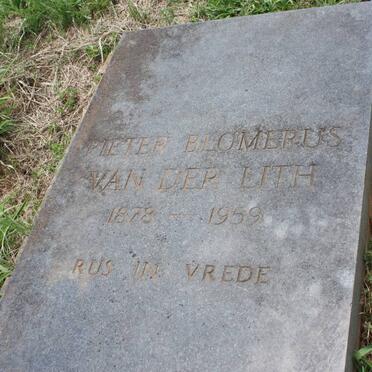 PIETER BLOMERUS
VAN DER LITH
1878 - 1959
RUS IN VREDE